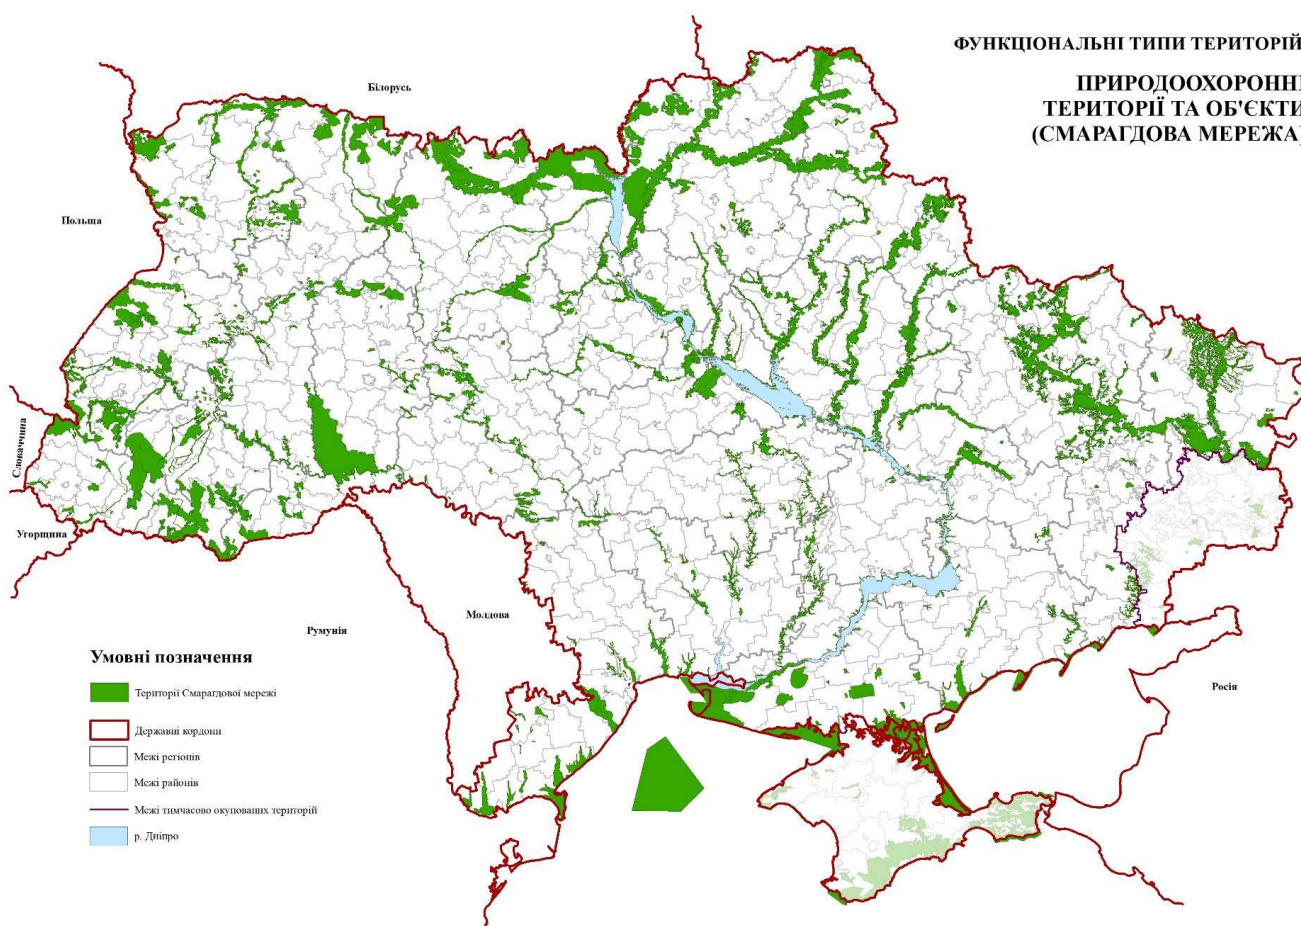 ФУНКЦІОНАЛЬНІ ТИПИ ТЕРИТОРІЙ
ПРИРОДООХОРОННІ
ТЕРИТОРІЇ ТА ОБ'ЄКТИ
(СМАРАГДОВА МЕРЕЖА)
Білорусь
Польща
Словаччина
Угорщина
Румунія
Молдова
Росія
Умовні позначення
Території Смарагдової мережі
Державні кордони
Межі регіонів
Межі районів
Межі тимчасово окупованих територій
р. Дніпро